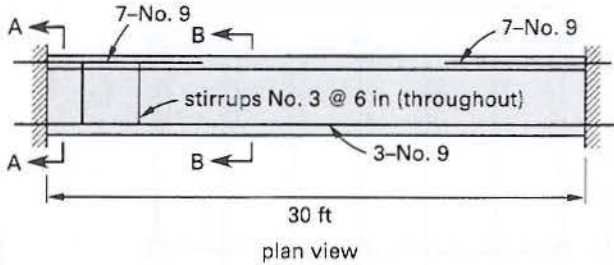 7–No. 9
A
B
7–No. 9
stirrups No. 3 @ 6 in (throughout)
A
B
3–No. 9
30 ft
plan view